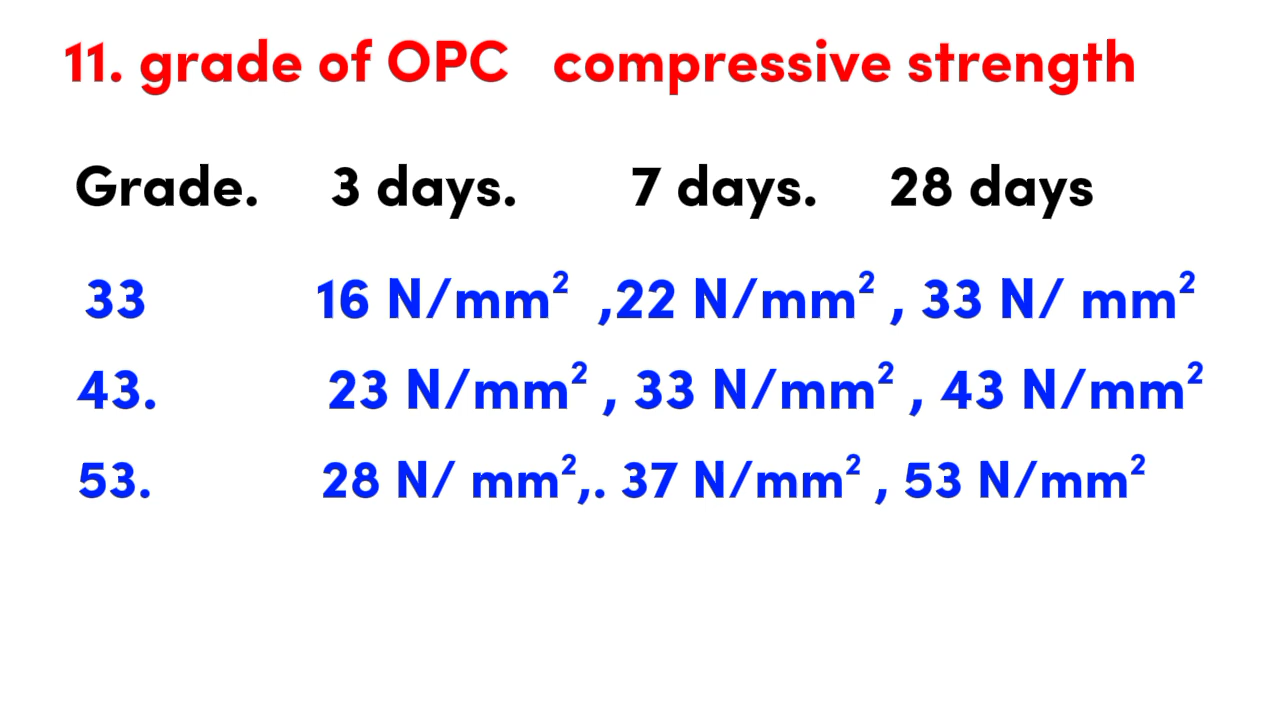 11. grade of OPC compressive strength
Grade. 3 days. 7 days. 28 days
33 16 N/mm² ,22 N/mm² , 33 N/ mm²
43. 23 N/mm² , 33 N/mm² , 43 N/mm²
53. 28 N/ mm²,. 37 N/mm² , 53 N/mm²